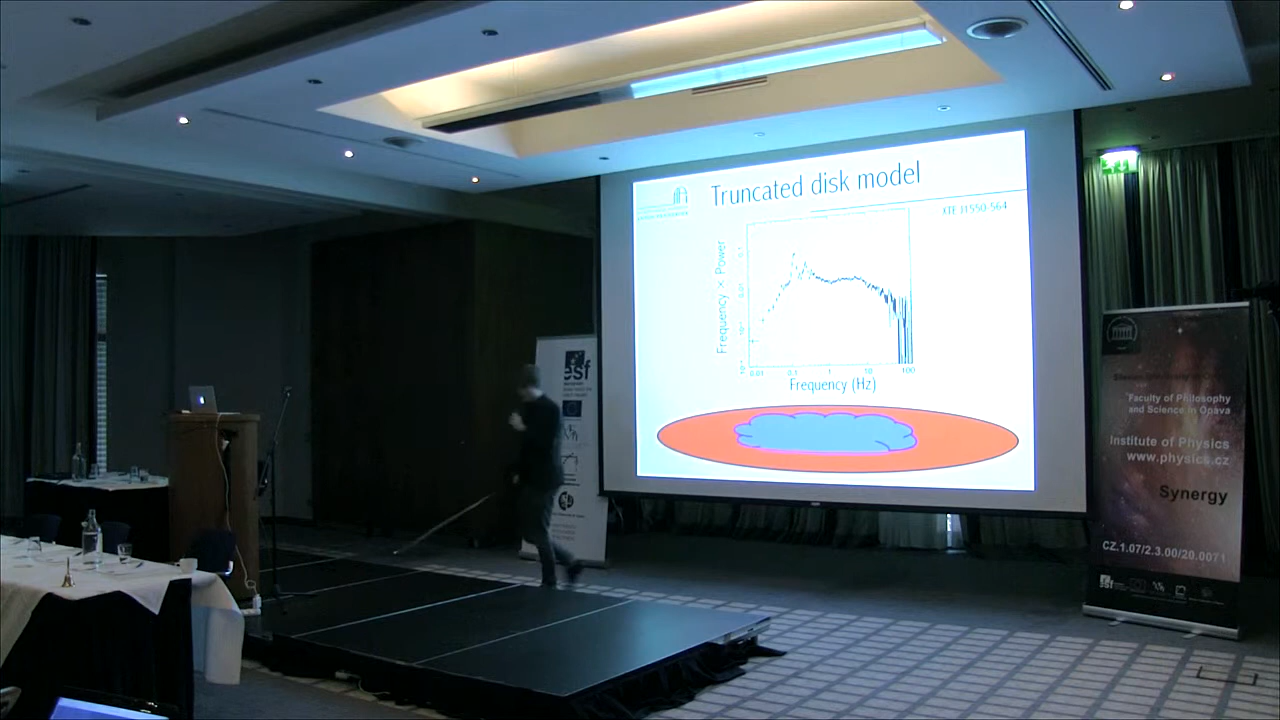 Truncated disk model
XTE J1550-564
Frequency × Power
0.01
0.1
1
10
100
Frequency (Hz)
esf
Faculty of Philosophy
and Science in Opava
Institute of Physics
www.physics.cz
Synergy
CZ.1.07/2.3.00/20.0071
esf